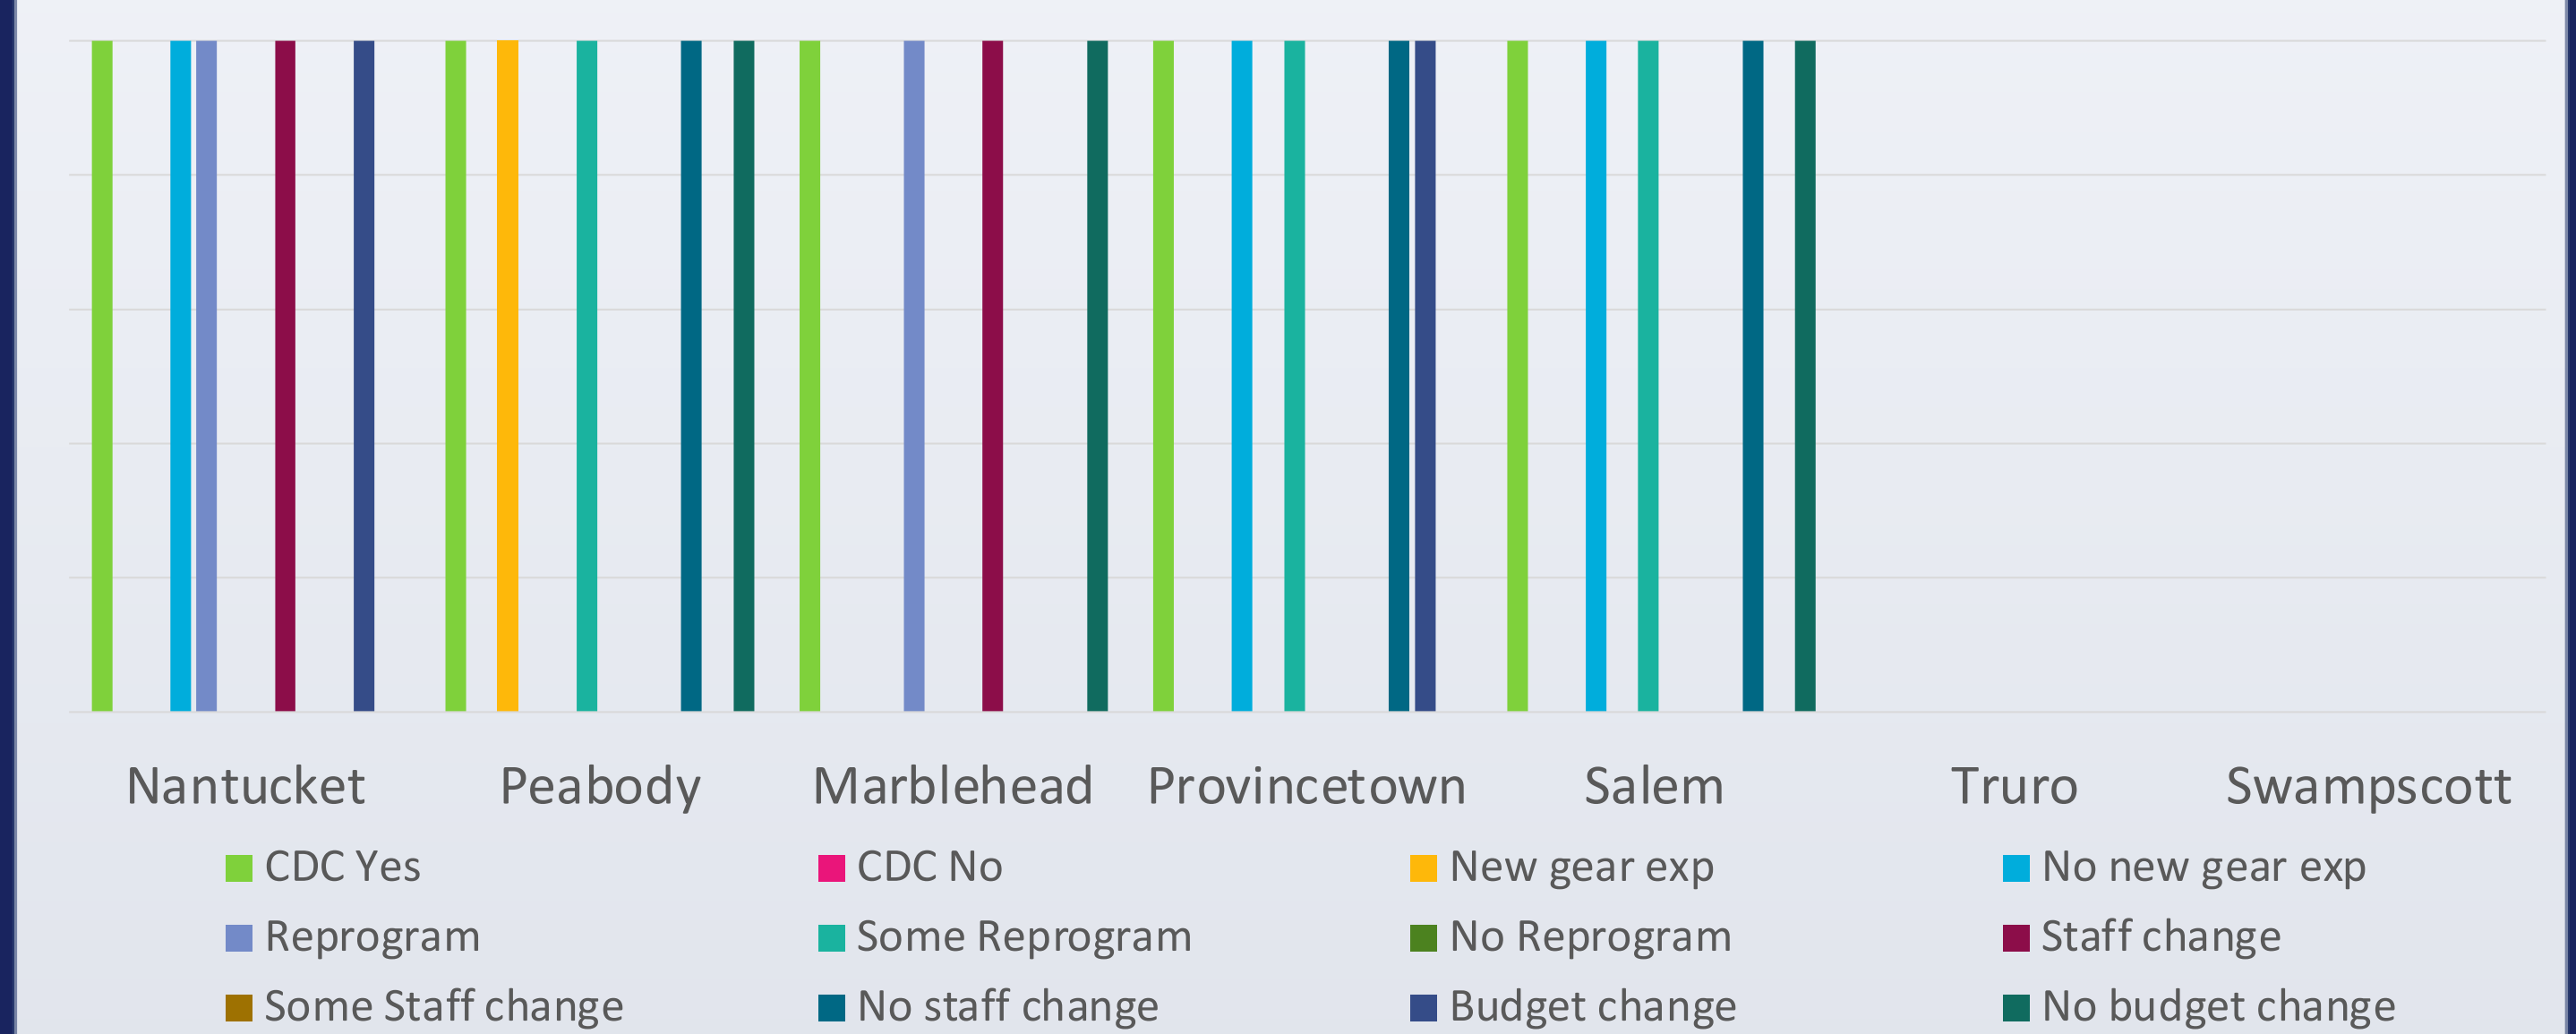 Nantucket Peabody Marblehead Provincetown Salem Truro Swampscott
CDC Yes CDC No New gear exp No new gear exp
Reprogram Some Reprogram No Reprogram Staff change
Some Staff change No staff change Budget change No budget change